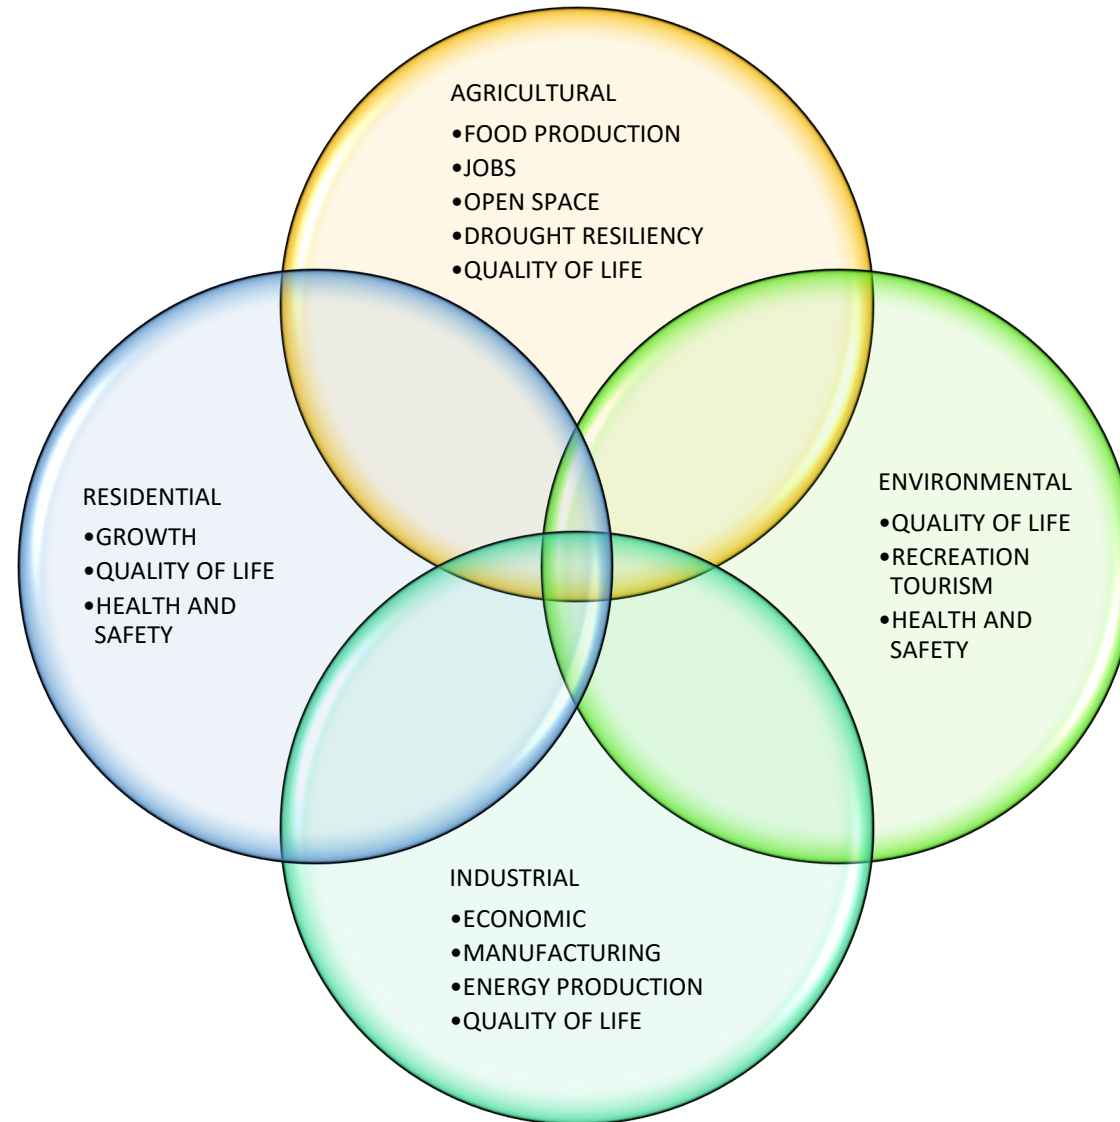 AGRICULTURAL
•FOOD PRODUCTION
•JOBS
•OPEN SPACE
•DROUGHT RESILIENCY
•QUALITY OF LIFE
RESIDENTIAL
•GROWTH
•QUALITY OF LIFE
•HEALTH AND
SAFETY
ENVIRONMENTAL
•QUALITY OF LIFE
•RECREATION
TOURISM
•HEALTH AND
SAFETY
INDUSTRIAL
•ECONOMIC
•MANUFACTURING
•ENERGY PRODUCTION
•QUALITY OF LIFE